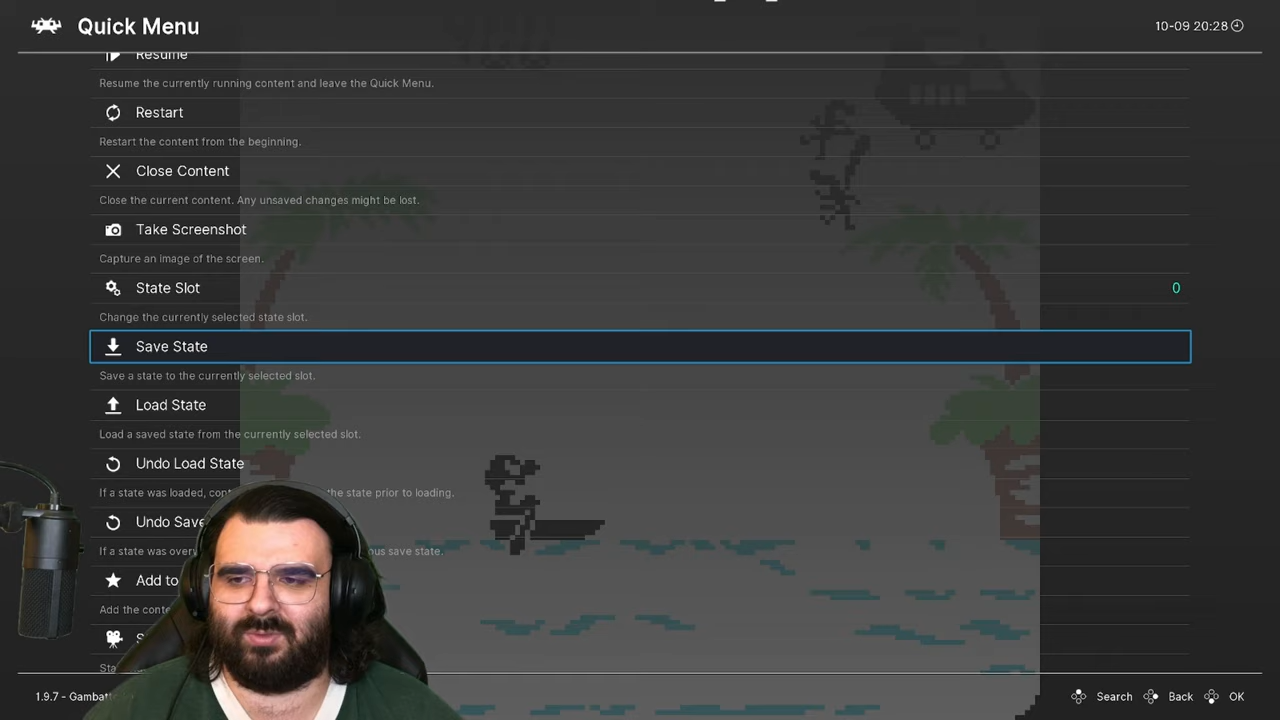 Quick Menu
10-09 20:28
Resume
Resume the currently running content and leave the Quick Menu.
Restart
Restart the content from the beginning.
Close Content
Close the current content. Any unsaved changes might be lost.
Take Screenshot
Capture an image of the screen.
State Slot 0
Change the currently selected state slot.
Save State
Save a state to the currently selected slot.
Load State
Load a saved state from the currently selected slot.
Undo Load State
If a state was loaded, the state prior to loading.
Undo Save
If a state was save state.
Add to
Add the
1.9.7 - Search Back OK